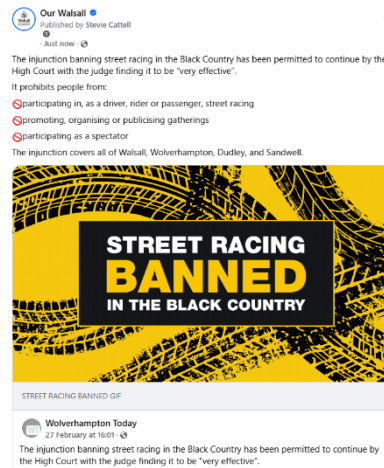 Our Walsall
Published by Stevie Cattell
· Just now ·
The injunction banning street racing in the Black Country has been permitted to continue by the
High Court with the judge finding it to be "very effective".
It prohibits people from:
🚫participating in, as a driver, rider or passenger, street racing
🚫promoting, organising or publicising gatherings
🚫participating as a spectator
The injunction covers all of Walsall, Wolverhampton, Dudley, and Sandwell.
STREET RACING
BANNED
IN THE BLACK COUNTRY
STREET RACING BANNED GIF
WT
Wolverhampton Today
27 February at 16:01 ·
The injunction banning street racing in the Black Country has been permitted to continue by
the High Court with the judge finding it to be "very effective".